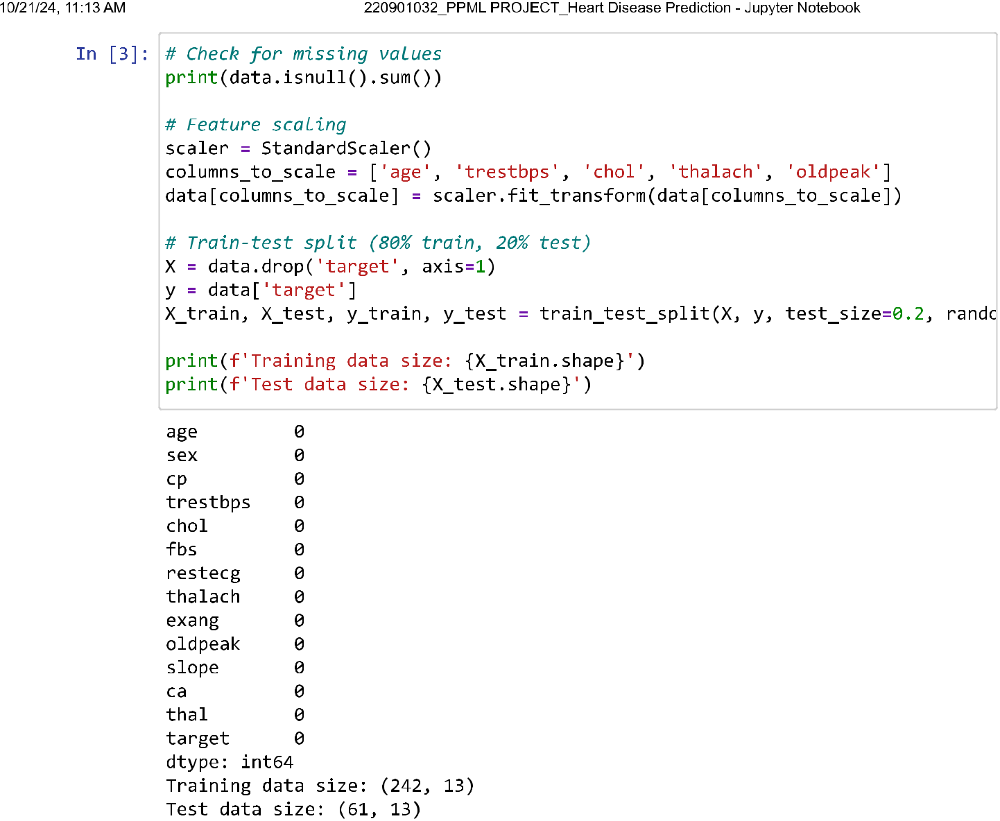 10/21/24, 11:13 AM 220901032_PPML PROJECT_Heart Disease Prediction - Jupyter Notebook
In [3]: # Check for missing values
print(data.isnull().sum())
# Feature scaling
scaler = StandardScaler()
columns_to_scale = ['age', 'trestbps', 'chol', 'thalach', 'oldpeak']
data[columns_to_scale] = scaler.fit_transform(data[columns_to_scale])
# Train-test split (80% train, 20% test)
X = data.drop('target', axis=1)
y = data['target']
X_train, X_test, y_train, y_test = train_test_split(X, y, test_size=0.2, rando
print(f'Training data size: {X_train.shape}')
print(f'Test data size: {X_test.shape}')
age 0
sex 0
cp 0
trestbps 0
chol 0
fbs 0
restecg 0
thalach 0
exang 0
oldpeak 0
slope 0
ca 0
thal 0
target 0
dtype: int64
Training data size: (242, 13)
Test data size: (61, 13)